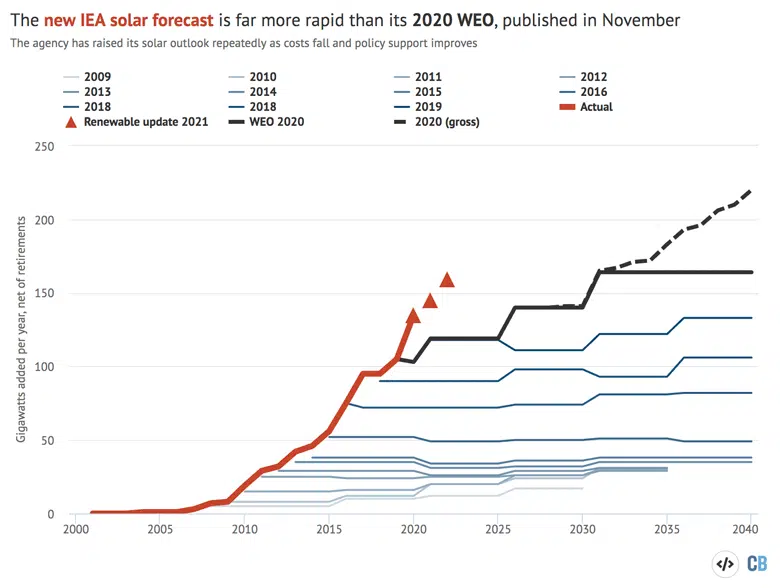 The new IEA solar forecast is far more rapid than its 2020 WEO, published in November
The agency has raised its solar outlook repeatedly as costs fall and policy support improves
2009 2010 2011 2012
2013 2014 2015 2016
2018 2018 2019 Actual
Renewable update 2021 WEO 2020 2020 (gross)
Gigawatts added per year, net of retirements
250
200
150
100
50
0
2000 2005 2010 2015 2020 2025 2030 2035 2040
</> CB